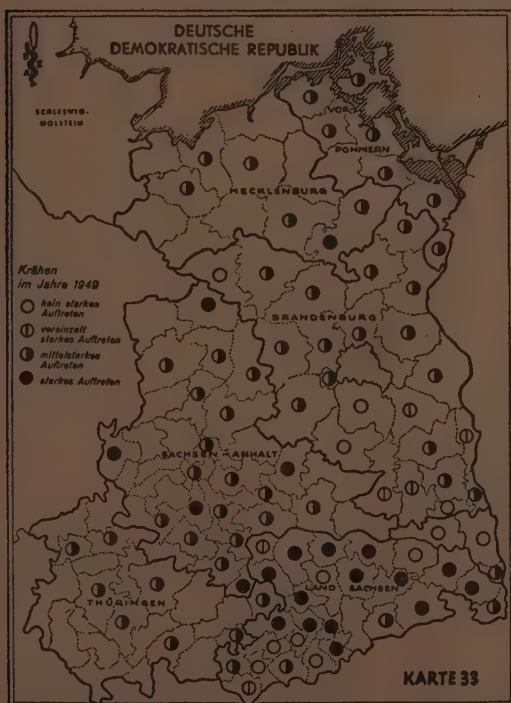 DEUTSCHE
DEMOKRATISCHE REPUBLIK
SCHLESWIG-
HOLSTEIN
VOR
POMMERN
MECKLENBURG
Krähen
im Jahre 1949
kein starkes
Auftreten
vereinzelt
starkes Auftreten
mittelstarkes
Auftreten
starkes Auftreten
BRANDENBURG
SACHSEN-ANHALT
THÜRINGEN
LAND SACHSEN
KARTE 33